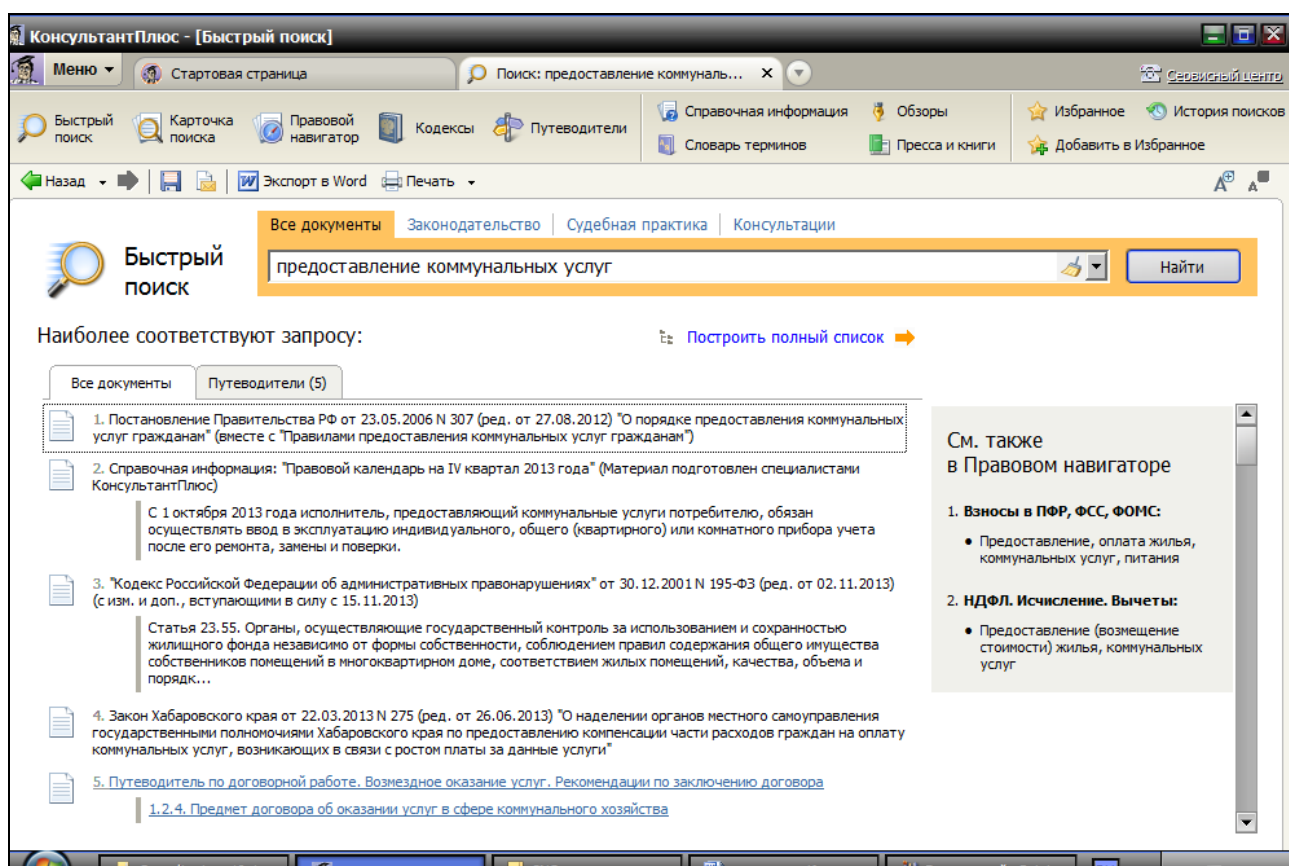 КонсультантПлюс - [Быстрый поиск]
Меню
Стартовая страница
Поиск: предоставление коммуналь...
Сервисный центр
Быстрый поиск
Карточка поиска
Правовой навигатор
Кодексы
Путеводители
Справочная информация
Словарь терминов
Обзоры
Пресса и книги
Избранное
История поисков
Добавить в Избранное
Назад
Экспорт в Word
Печать
Все документы
Законодательство
Судебная практика
Консультации
Быстрый
поиск
предоставление коммунальных услуг
Найти
Наиболее соответствуют запросу:
Построить полный список
Все документы
Путеводители (5)
1. Постановление Правительства РФ от 23.05.2006 N 307 (ред. от 27.08.2012) "О порядке предоставления коммунальных
услуг гражданам" (вместе с "Правилами предоставления коммунальных услуг гражданам")
2. Справочная информация: "Правовой календарь на IV квартал 2013 года" (Материал подготовлен специалистами
КонсультантПлюс)
С 1 октября 2013 года исполнитель, предоставляющий коммунальные услуги потребителю, обязан
осуществлять ввод в эксплуатацию индивидуального, общего (квартирного) или комнатного прибора учета
после его ремонта, замены и поверки.
3. "Кодекс Российской Федерации об административных правонарушениях" от 30.12.2001 N 195-ФЗ (ред. от 02.11.2013)
(с изм. и доп., вступающими в силу с 15.11.2013)
Статья 23.55. Органы, осуществляющие государственный контроль за использованием и сохранностью
жилищного фонда независимо от формы собственности, соблюдением правил содержания общего имущества
собственников помещений в многоквартирном доме, соответствием жилых помещений, качества, объема и
порядк...
4. Закон Хабаровского края от 22.03.2013 N 275 (ред. от 26.06.2013) "О наделении органов местного самоуправления
государственными полномочиями Хабаровского края по предоставлению компенсации части расходов граждан на оплату
коммунальных услуг, возникающих в связи с ростом платы за данные услуги"
5. Путеводитель по договорной работе. Возмездное оказание услуг. Рекомендации по заключению договора
1.2.4. Предмет договора об оказании услуг в сфере коммунального хозяйства
См. также
в Правовом навигаторе
1. Взносы в ПФР, ФСС, ФОМС:
• Предоставление, оплата жилья,
коммунальных услуг, питания
2. НДФЛ. Исчисление. Вычеты:
• Предоставление (возмещение
стоимости) жилья, коммунальных
услуг